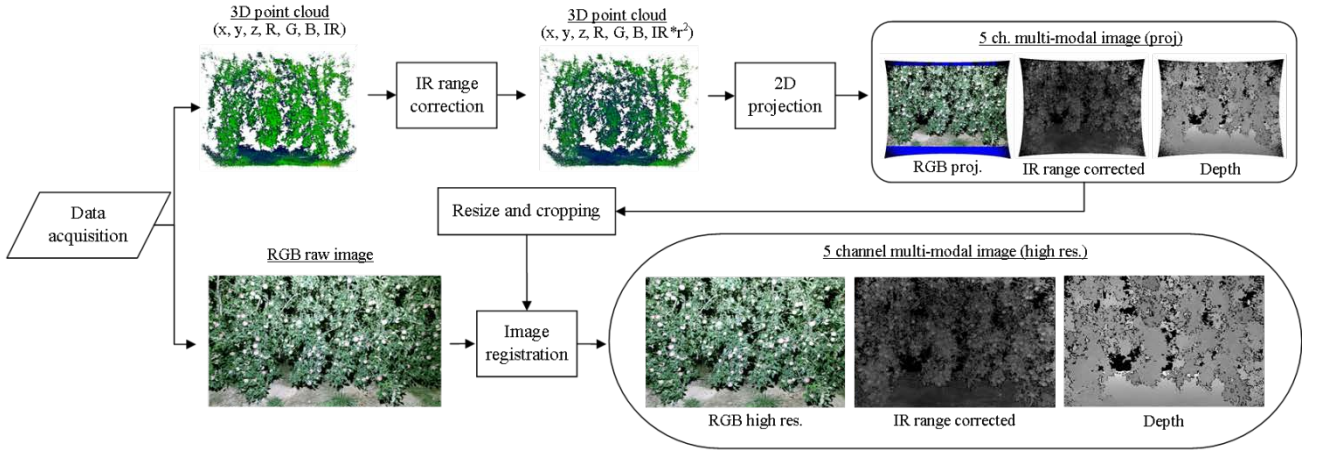 3D point cloud
(x, y, z, R, G, B, IR)
IR range
correction
3D point cloud
(x, y, z, R, G, B, IR*r²)
2D
projection
5 ch. multi-modal image (proj)
RGB proj.
IR range corrected
Depth
Data
acquisition
Resize and cropping
RGB raw image
Image
registration
5 channel multi-modal image (high res.)
RGB high res.
IR range corrected
Depth